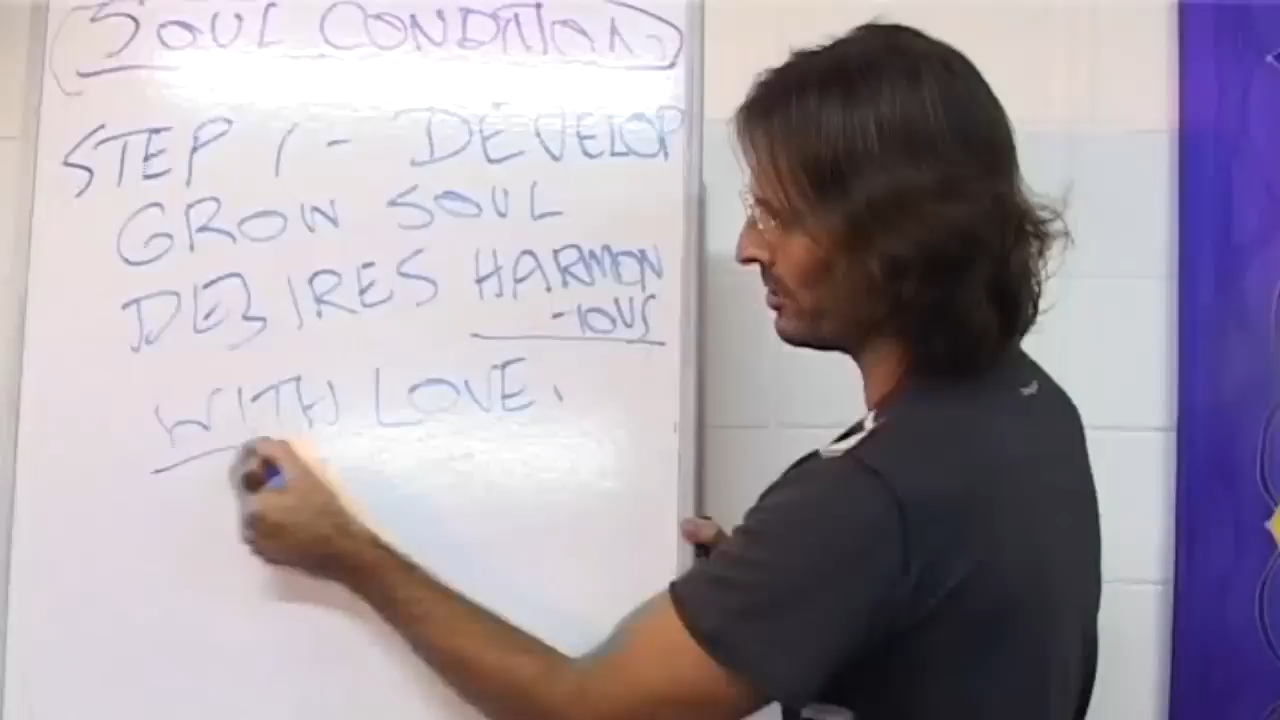 SOUL CONDITION
STEP 1 - DEVELOP
GROW SOUL
DESIRES HARMON
-IOUS
WITH LOVE.